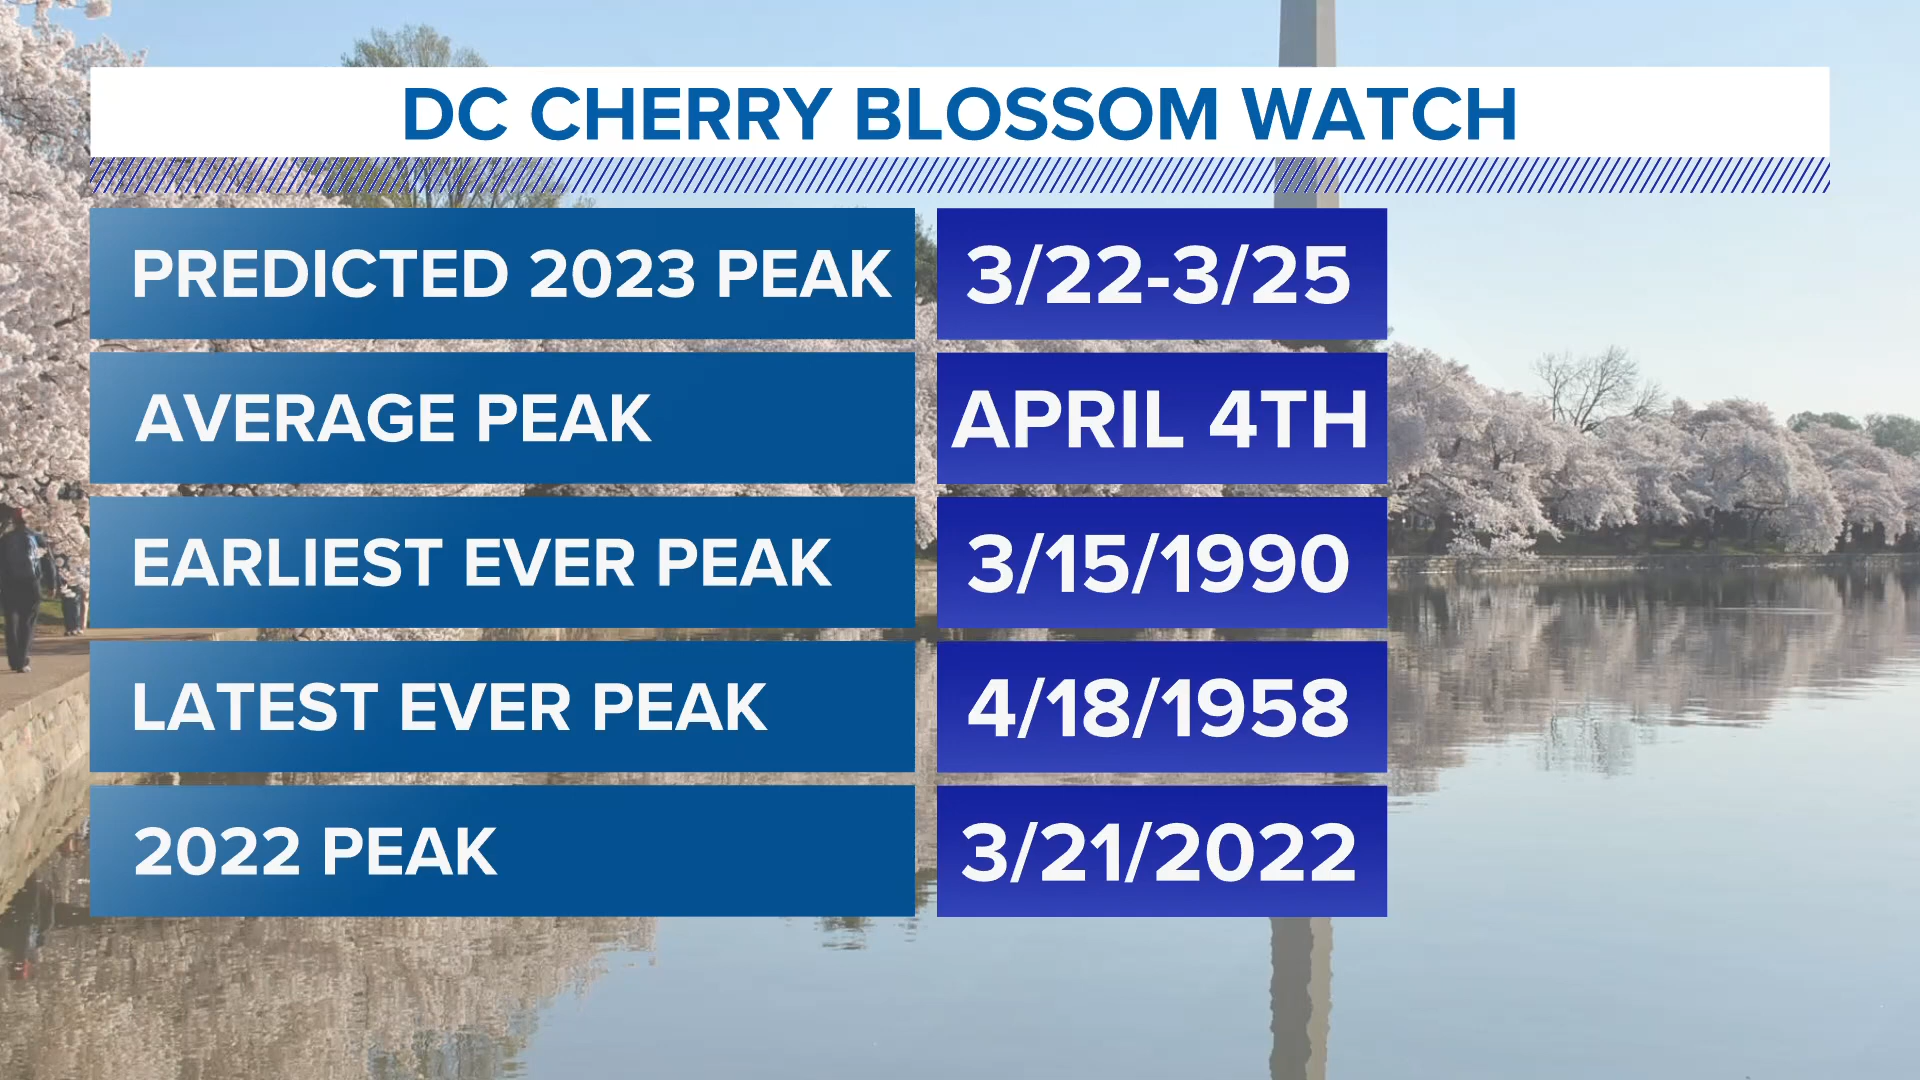 DC CHERRY BLOSSOM WATCH
PREDICTED 2023 PEAK 3/22-3/25
AVERAGE PEAK APRIL 4TH
EARLIEST EVER PEAK 3/15/1990
LATEST EVER PEAK 4/18/1958
2022 PEAK 3/21/2022